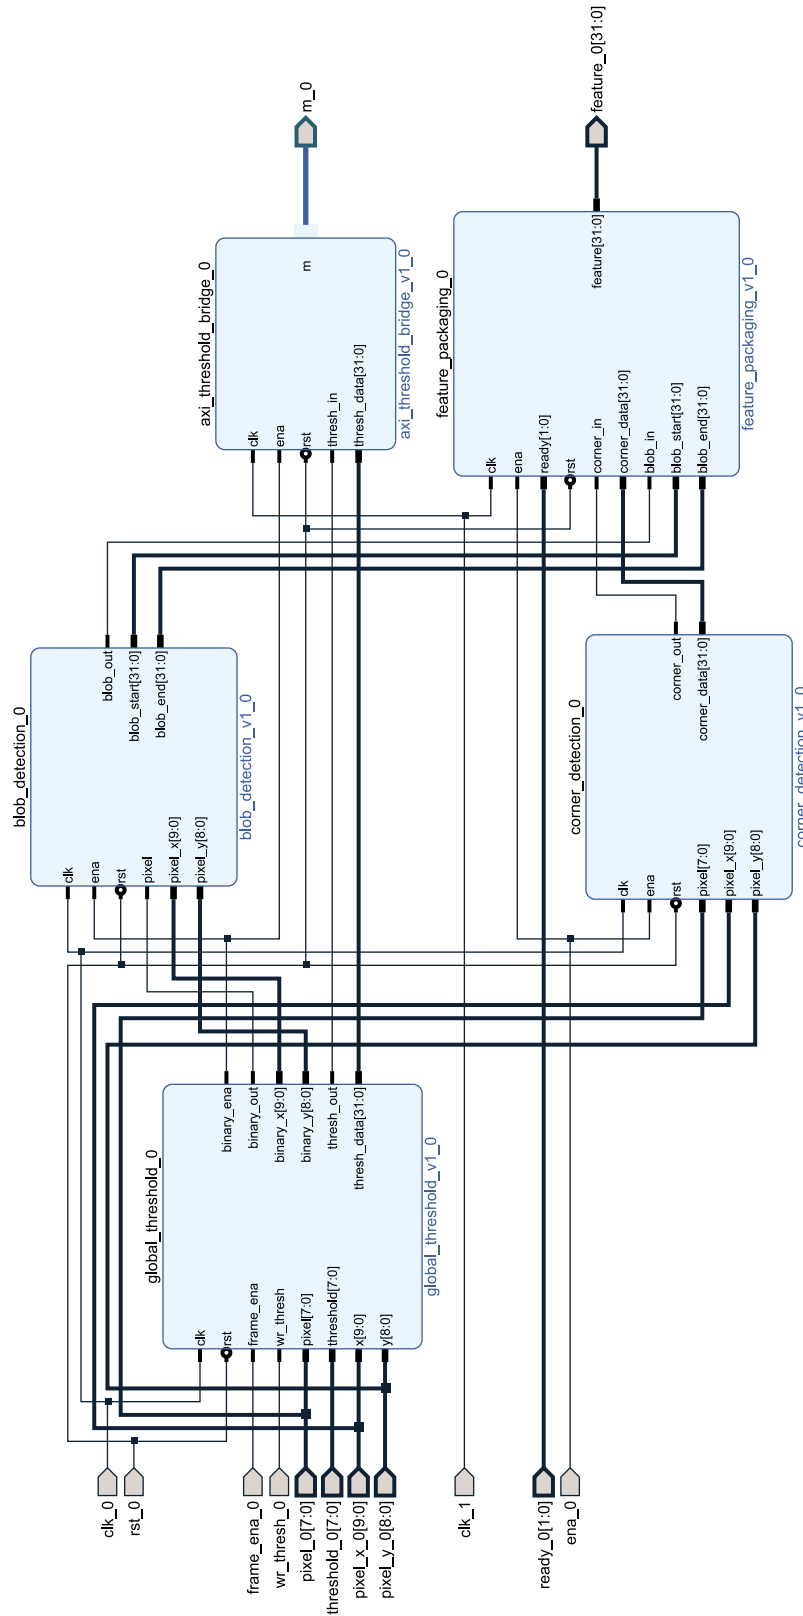 feature_0[31:0]
m_0
axi_threshold_bridge_0
m
clk
ena
rst
thresh_in
thresh_data[31:0]
axi_threshold_bridge_v1_0
feature_packaging_0
feature[31:0]
clk
ena
ready[1:0]
rst
corner_in
corner_data[31:0]
blob_in
blob_start[31:0]
blob_end[31:0]
feature_packaging_v1_0
blob_detection_0
blob_out
blob_start[31:0]
blob_end[31:0]
clk
ena
rst
pixel
pixel_x[9:0]
pixel_y[8:0]
blob_detection_v1_0
corner_detection_0
corner_out
corner_data[31:0]
clk
ena
rst
pixel[7:0]
pixel_x[9:0]
pixel_y[8:0]
corner_detection_v1_0
global_threshold_0
binary_ena
binary_out
binary_x[9:0]
binary_y[8:0]
thresh_out
thresh_data[31:0]
clk
rst
frame_ena
wr_thresh
pixel[7:0]
threshold[7:0]
x[9:0]
y[8:0]
global_threshold_v1_0
clk_0
rst_0
frame_ena_0
wr_thresh_0
pixel_0[7:0]
threshold_0[7:0]
pixel_x_0[9:0]
pixel_y_0[8:0]
clk_1
ready_0[1:0]
ena_0